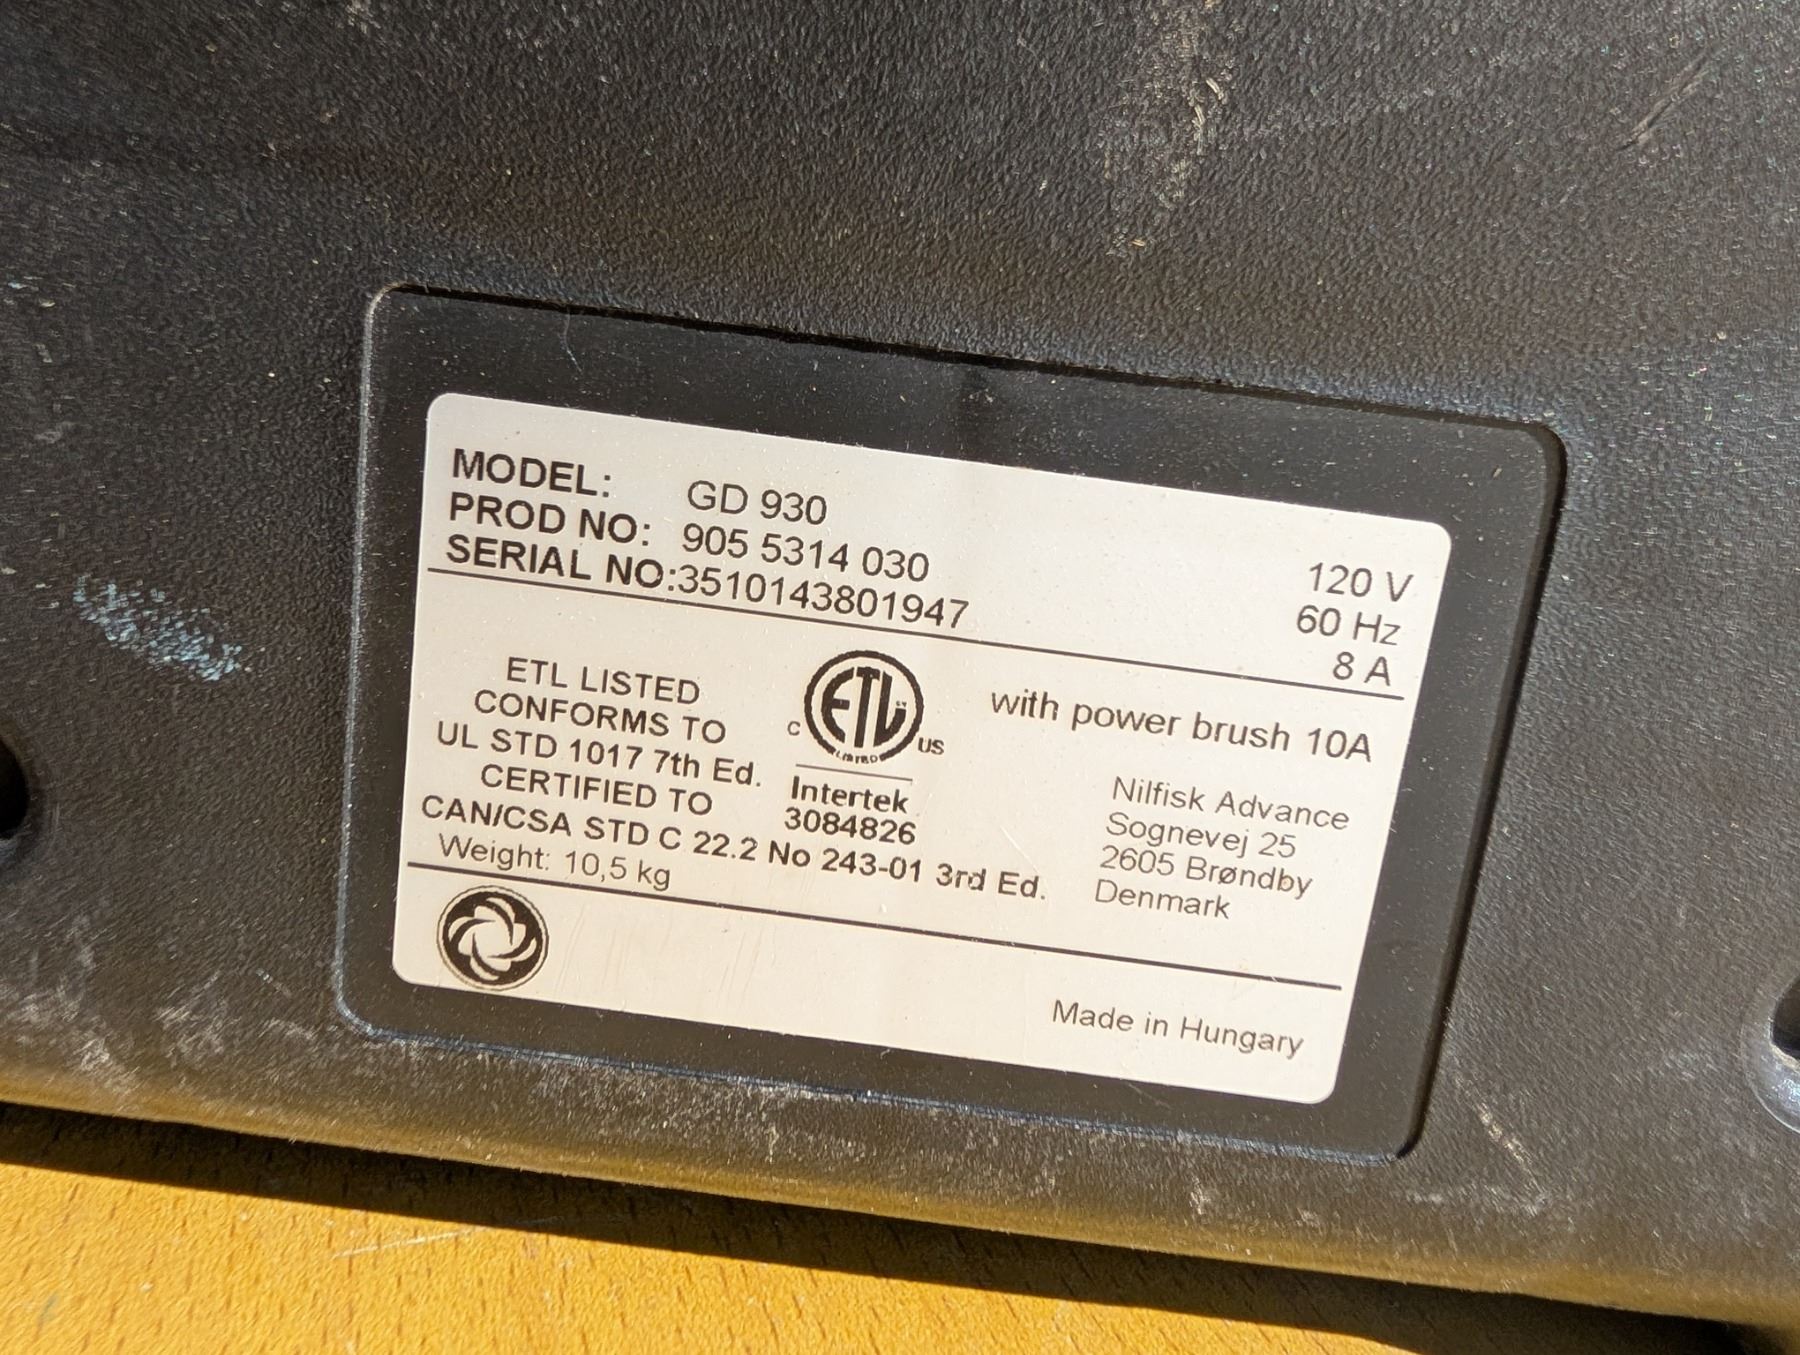 MODEL: GD 930
PROD NO: 905 5314 030
SERIAL NO:3510143801947
120 V
60 Hz
8 A
ETL LISTED
CONFORMS TO
UL STD 1017 7th Ed.
CERTIFIED TO
CAN/CSA STD C 22.2 No 243-01 3rd Ed.
Weight: 10,5 kg
C ETL US
LISTED
Intertek
3084826
with power brush 10A
Nilfisk Advance
Sognevej 25
2605 Brøndby
Denmark
Made in Hungary